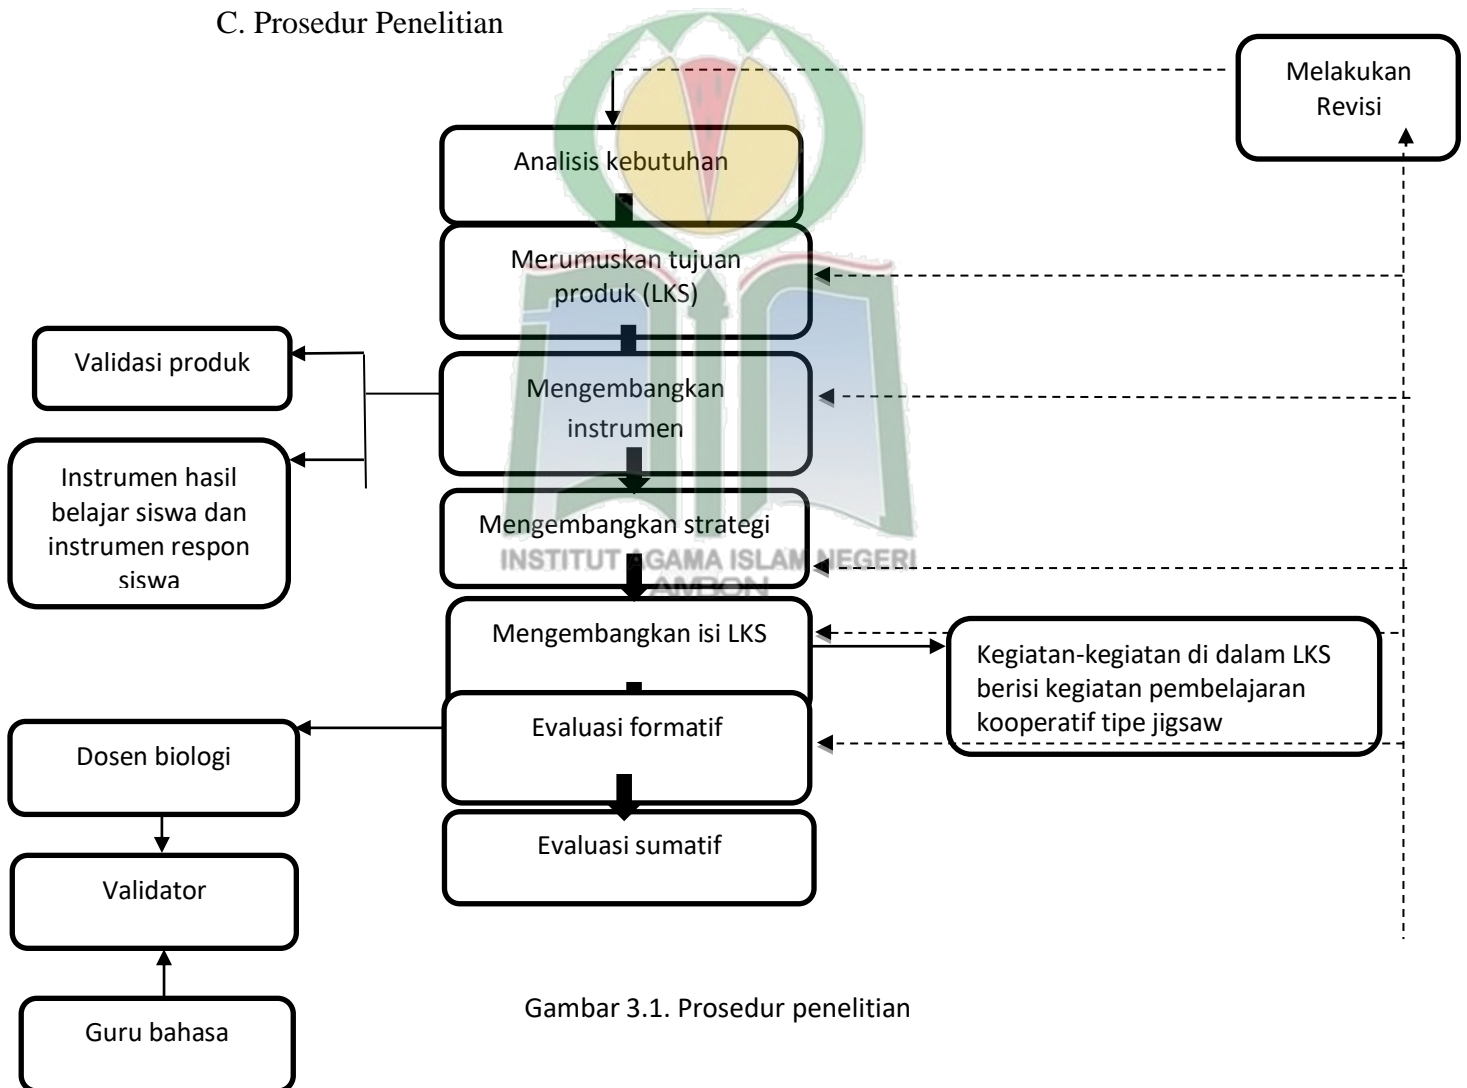 C. Prosedur Penelitian
Melakukan
Revisi
Analisis kebutuhan
Merumuskan tujuan
produk (LKS)
Validasi produk
Mengembangkan
instrumen
Instrumen hasil
belajar siswa dan
instrumen respon
siswa
Mengembangkan strategi
INSTITUT AGAMA ISLAM NEGERI
AMBON
Mengembangkan isi LKS
Kegiatan-kegiatan di dalam LKS
berisi kegiatan pembelajaran
kooperatif tipe jigsaw
Evaluasi formatif
Dosen biologi
Evaluasi sumatif
Validator
Guru bahasa
Gambar 3.1. Prosedur penelitian